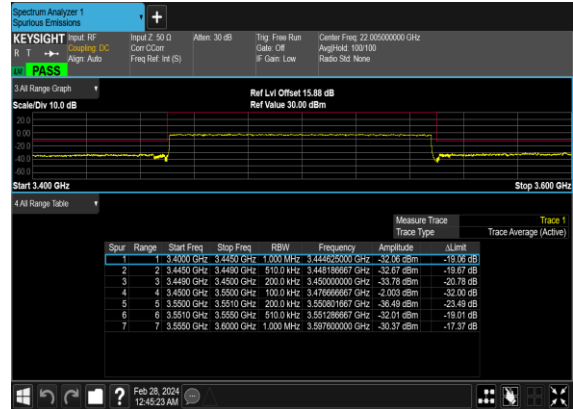 Spectrum Analyzer 1
Spurious Emissions
KEYSIGHT Input: RF Input Z: 50 Ω Atten: 30 dB Trig: Free Run Center Freq: 22.005000000 GHz
R T Coupling: DC Corr CCorr Gate: Off Avg|Hold: 100/100
Align: Auto Freq Ref: Int (S) IF Gain: Low Radio Std: None
PASS
3 All Range Graph
Ref Lvl Offset 15.88 dB
Scale/Div 10.0 dB Ref Value 30.00 dBm
20.0
0.00
-20.0
-40.0
-60.0
Start 3.400 GHz Stop 3.600 GHz
4 All Range Table
Measure Trace Trace 1
Trace Type Trace Average (Active)
Spur Range Start Freq Stop Freq RBW Frequency Amplitude ΔLimit
1 1 3.4000 GHz 3.4450 GHz 1.000 MHz 3.444625000 GHz -32.06 dBm -19.06 dB
2 2 3.4450 GHz 3.4490 GHz 510.0 kHz 3.448186667 GHz -32.67 dBm -19.67 dB
3 3 3.4490 GHz 3.4500 GHz 200.0 kHz 3.450000000 GHz -33.78 dBm -20.78 dB
4 4 3.4500 GHz 3.5500 GHz 100.0 kHz 3.476666667 GHz -2.003 dBm -32.00 dB
5 5 3.5500 GHz 3.5510 GHz 200.0 kHz 3.550801667 GHz -36.49 dBm -23.49 dB
6 6 3.5510 GHz 3.5550 GHz 510.0 kHz 3.551286667 GHz -32.01 dBm -19.01 dB
7 7 3.5550 GHz 3.6000 GHz 1.000 MHz 3.597600000 GHz -30.37 dBm -17.37 dB
? Feb 28, 2024
12:45:23 AM